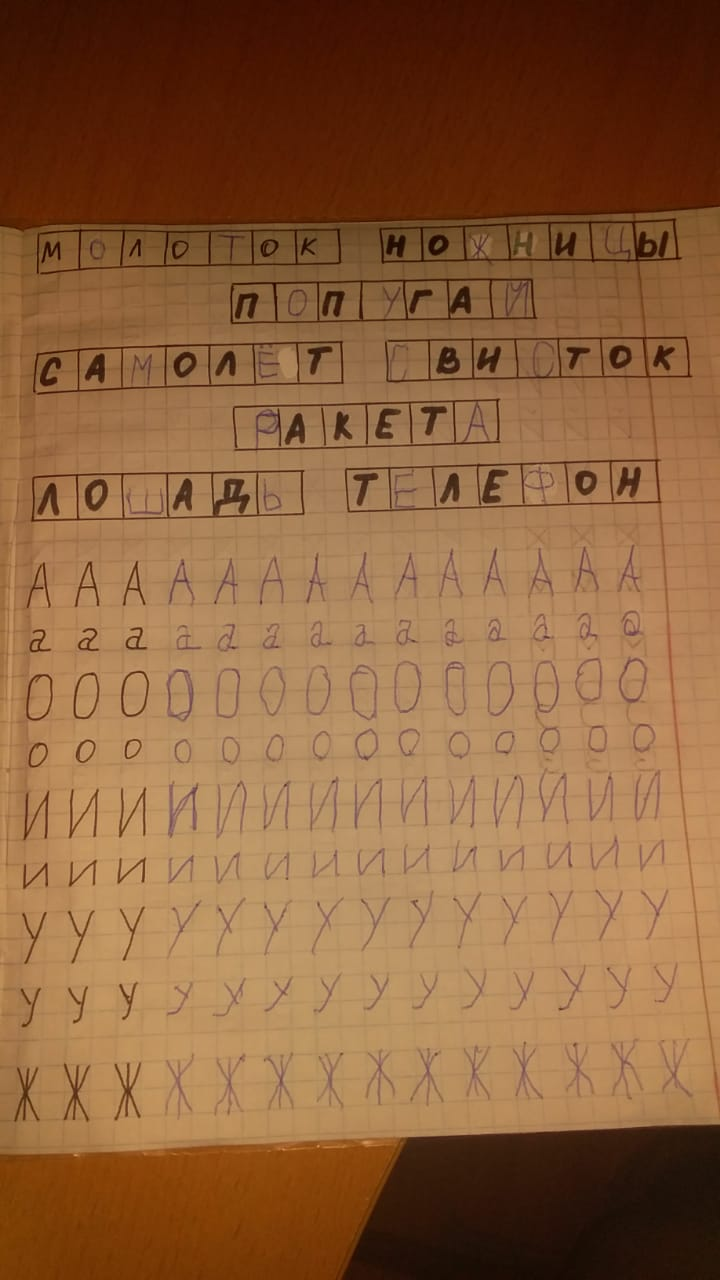 МОЛОТОК НОЖНИЦЫ
ПОПУГАЙ
САМОЛЁТ СВИСТОК
РАКЕТА
ЛОШАДЬ ТЕЛЕФОН
А А А А А А А А А А А А А А
а а а а а а а а а а а а а а
О О О О О О О О О О О О О О
о о о о о о о о о о о о о о
И И И И И И И И И И И И И И
и и и и и и и и и и и и и и
У У У У У У У У У У У У У У
у у у у у у у у у у у у у у
Ж Ж Ж Ж Ж Ж Ж Ж Ж Ж Ж Ж Ж Ж